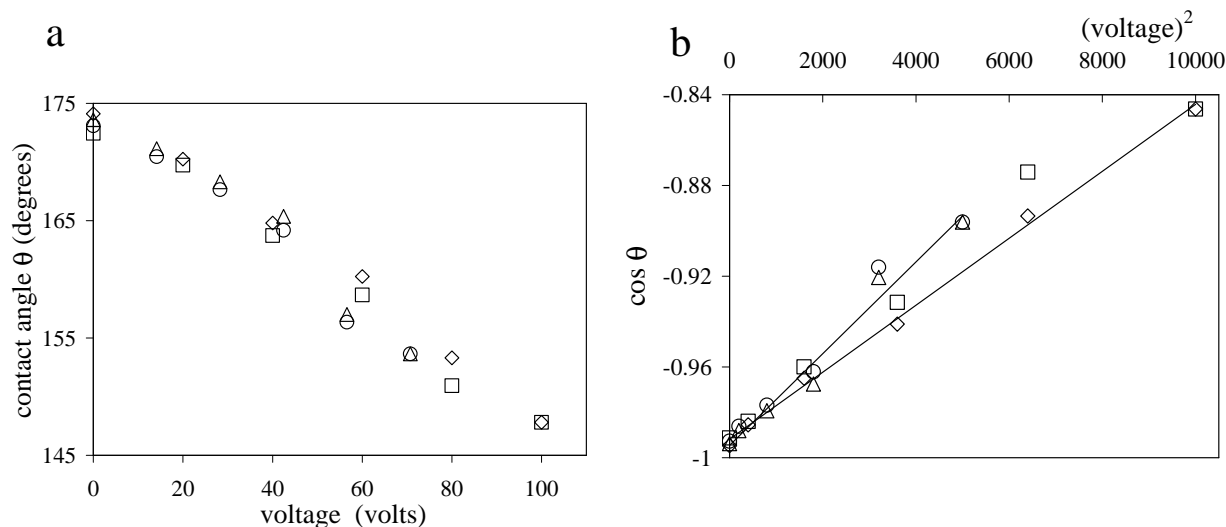 a
175
165
155
145
contact angle θ (degrees)
0 20 40 60 80 100
voltage (volts)
b
(voltage)²
0 2000 4000 6000 8000 10000
-0.84
-0.88
-0.92
-0.96
-1
cos θ